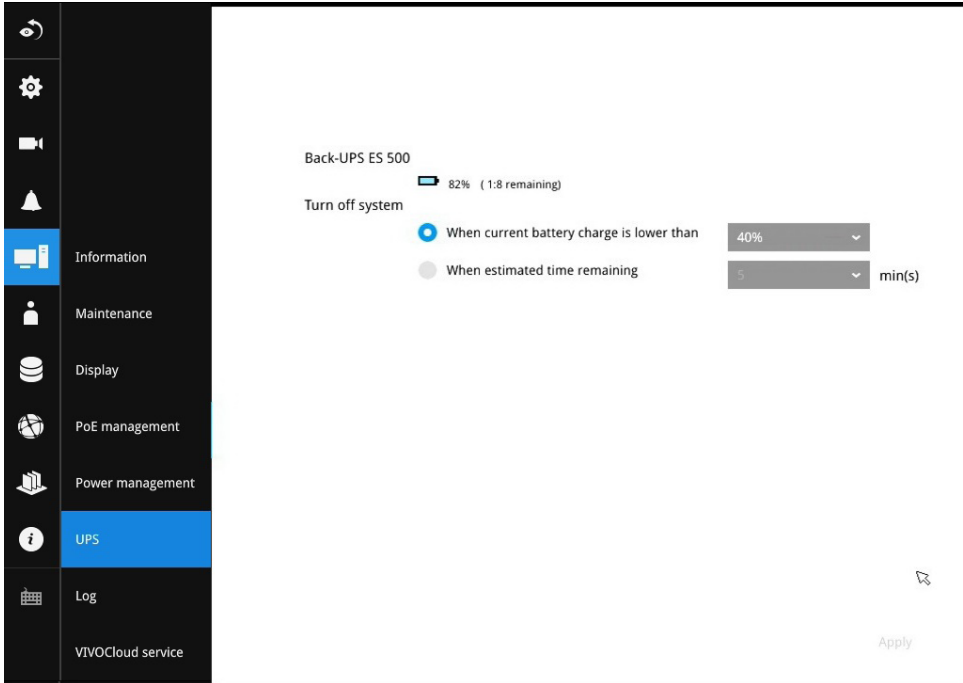 Information
Maintenance
Display
PoE management
Power management
UPS
Log
VIVOCloud service
Back-UPS ES 500
82% ( 1:8 remaining)
Turn off system
When current battery charge is lower than 40%
When estimated time remaining 5 min(s)
Apply